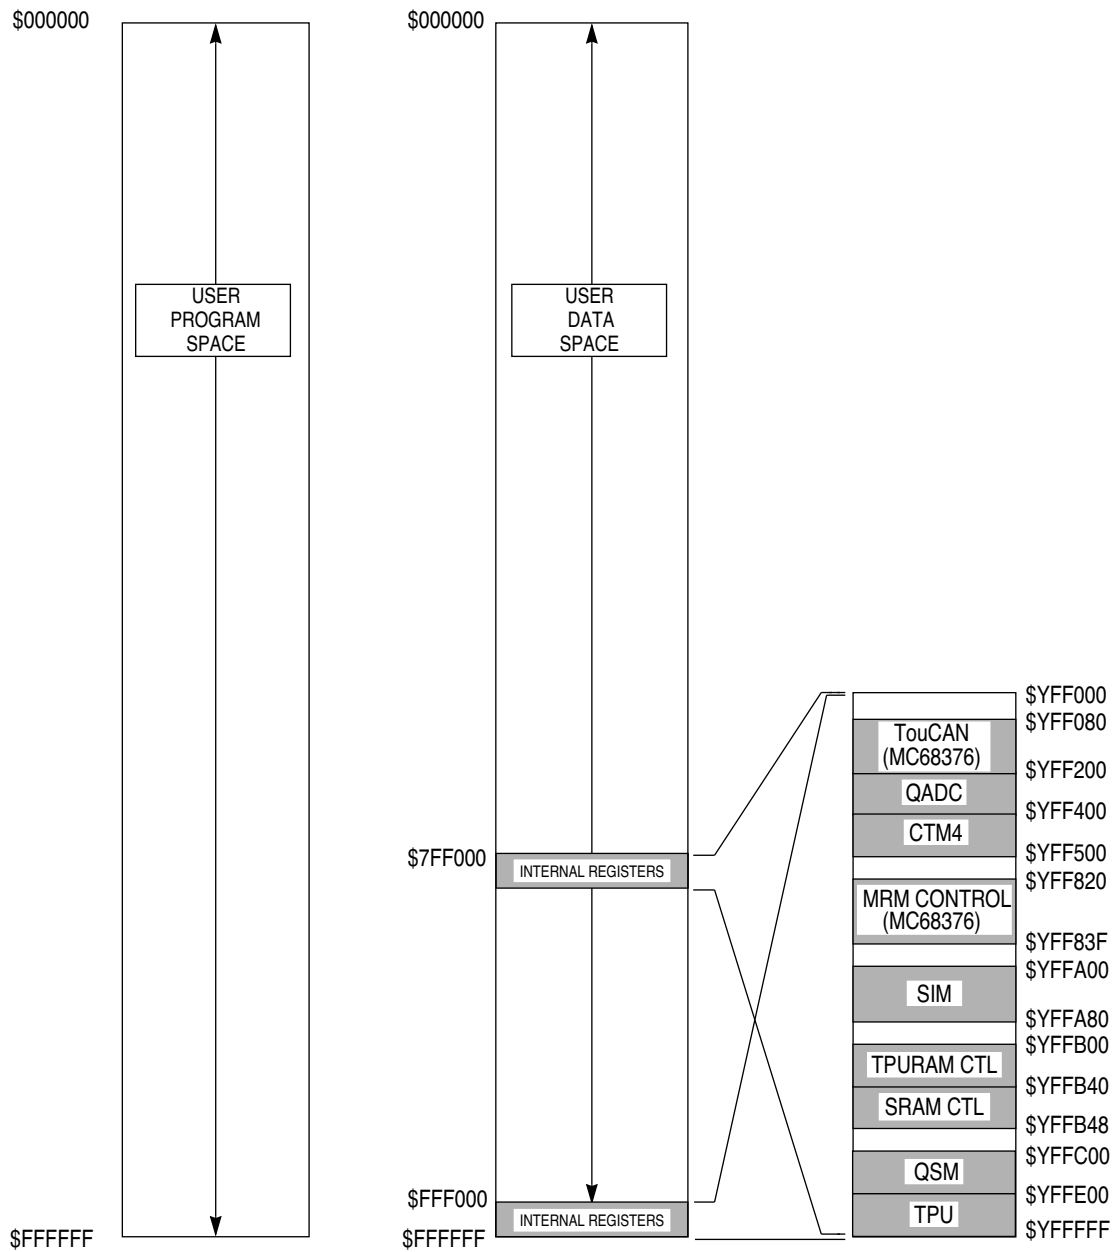 $000000
$000000
USER
PROGRAM
SPACE
USER
DATA
SPACE
$7FF000
INTERNAL REGISTERS
$FFF000
INTERNAL REGISTERS
$FFFFFF
$FFFFFF
$YFF000
$YFF080
TouCAN
(MC68376)
$YFF200
QADC
$YFF400
CTM4
$YFF500
$YFF820
MRM CONTROL
(MC68376)
$YFF83F
$YFFA00
SIM
$YFFA80
$YFFB00
TPURAM CTL
$YFFB40
SRAM CTL
$YFFB48
$YFFC00
QSM
$YFFE00
TPU
$YFFFFF